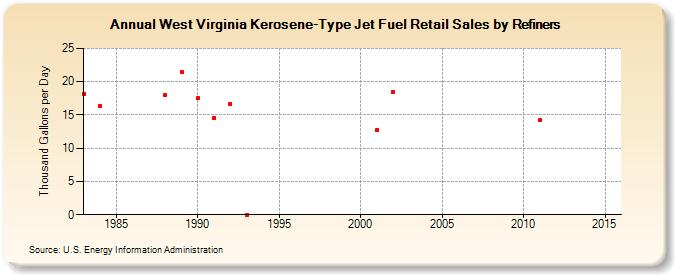 Annual West Virginia Kerosene-Type Jet Fuel Retail Sales by Refiners
Thousand Gallons per Day
25
20
15
10
5
0
1985 1990 1995 2000 2005 2010 2015
Source: U.S. Energy Information Administration